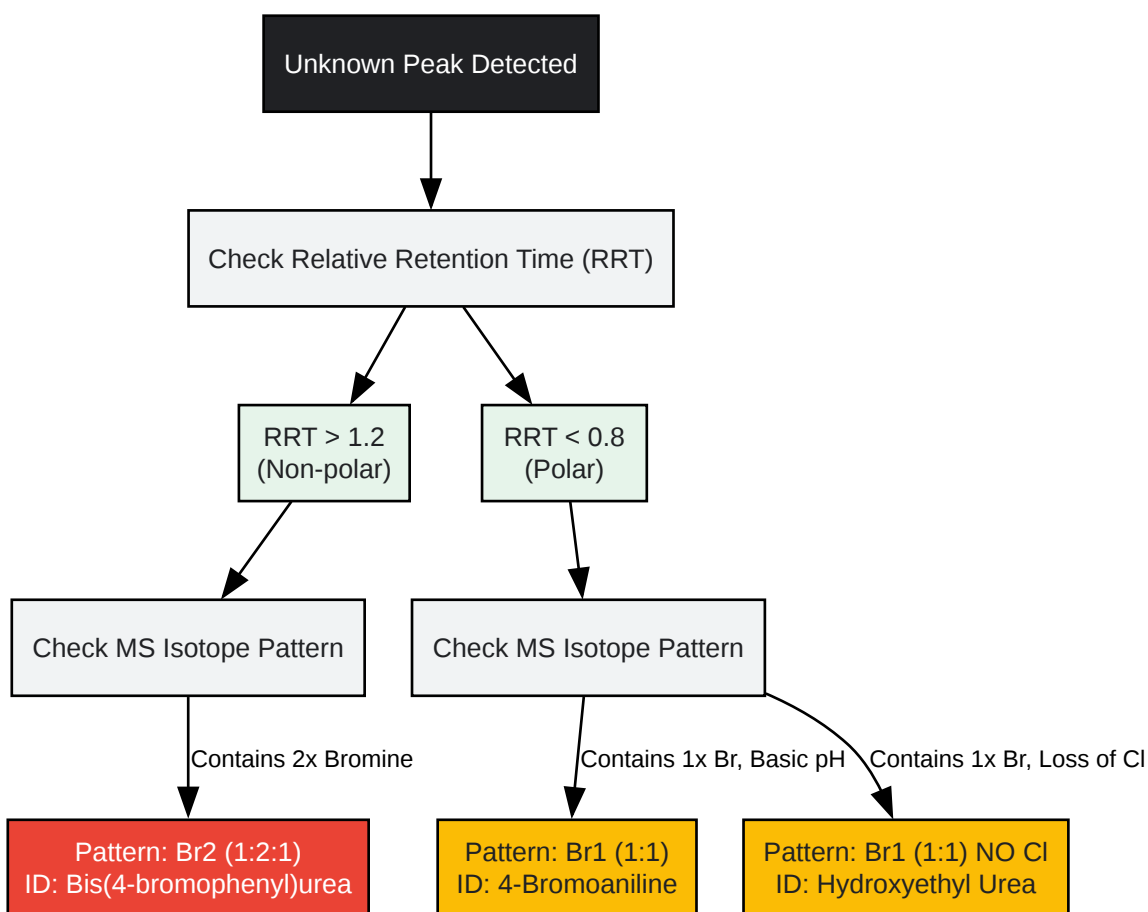 Unknown Peak Detected
Check Relative Retention Time (RRT)
RRT > 1.2
(Non-polar)
RRT < 0.8
(Polar)
Check MS Isotope Pattern
Check MS Isotope Pattern
Contains 2x Bromine
Contains 1x Br, Basic pH
Contains 1x Br, Loss of Cl
Pattern: Br2 (1:2:1)
ID: Bis(4-bromophenyl)urea
Pattern: Br1 (1:1)
ID: 4-Bromoaniline
Pattern: Br1 (1:1) NO Cl
ID: Hydroxyethyl Urea